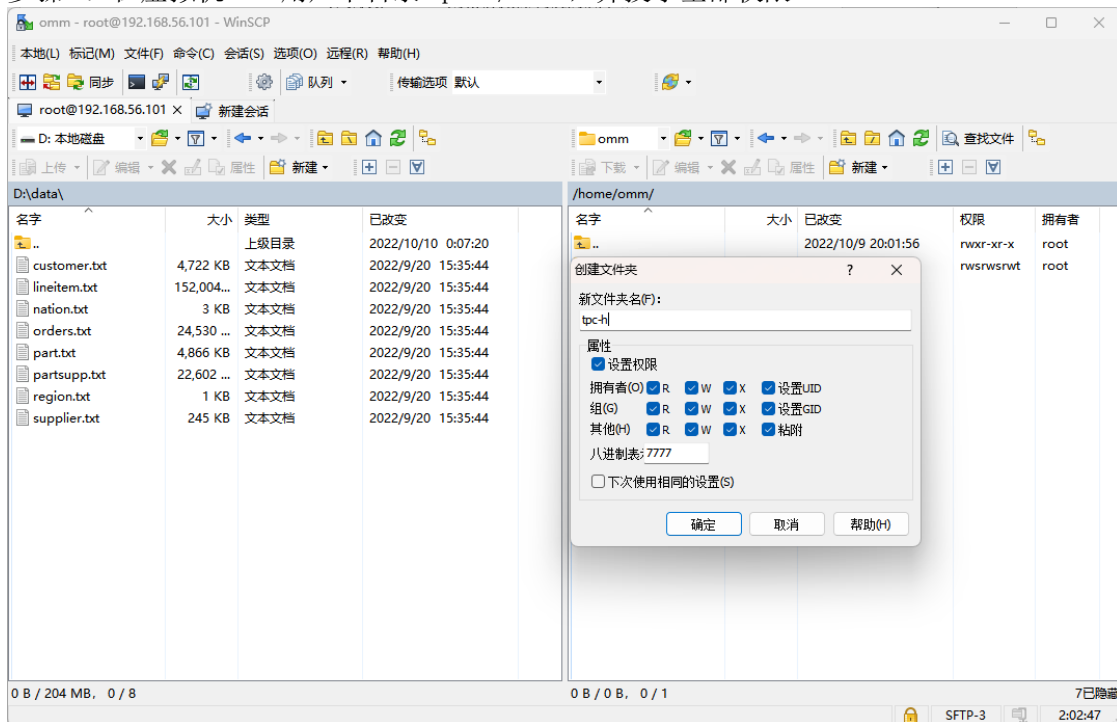 omm - root@192.168.56.101 - WinSCP
本地(L) 标记(M) 文件(F) 命令(C) 会话(S) 选项(O) 远程(R) 帮助(H)
同步 队列 传输选项 默认
root@192.168.56.101 × 新建会话
D: 本地磁盘 omm 查找文件
上传 编辑 属性 新建 下载 编辑 属性 新建
D:\data\ /home/omm/
名字 大小 类型 已改变 名字 大小 已改变 权限 拥有者
.. 上级目录 2022/10/10 0:07:20 .. 2022/10/9 20:01:56 rwxr-xr-x root
customer.txt 4,722 KB 文本文档 2022/9/20 15:35:44 rwsrwsrwt root
lineitem.txt 152,004... 文本文档 2022/9/20 15:35:44
nation.txt 3 KB 文本文档 2022/9/20 15:35:44
orders.txt 24,530 ... 文本文档 2022/9/20 15:35:44
part.txt 4,866 KB 文本文档 2022/9/20 15:35:44
partsupp.txt 22,602 ... 文本文档 2022/9/20 15:35:44
region.txt 1 KB 文本文档 2022/9/20 15:35:44
supplier.txt 245 KB 文本文档 2022/9/20 15:35:44
创建文件夹 ? ×
新文件夹名(F):
tpc-h
属性
设置权限
拥有者(O) R W X 设置UID
组(G) R W X 设置GID
其他(H) R W X 粘附
八进制表 7777
下次使用相同的设置(S)
确定 取消 帮助(H)
0 B / 204 MB, 0 / 8 0 B / 0 B, 0 / 1 7已隐藏
SFTP-3 2:02:47